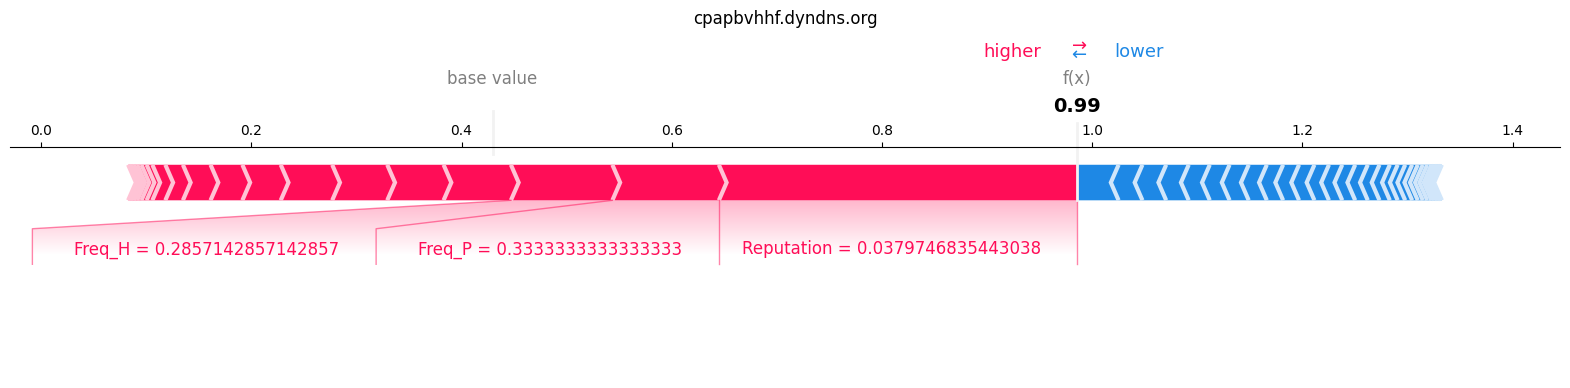 cpapbvhhf.dyndns.org
higher ⇄ lower
base value f(x)
0.99
0.0 0.2 0.4 0.6 0.8 1.0 1.2 1.4
Freq_H = 0.2857142857142857 Freq_P = 0.3333333333333333 Reputation = 0.0379746835443038